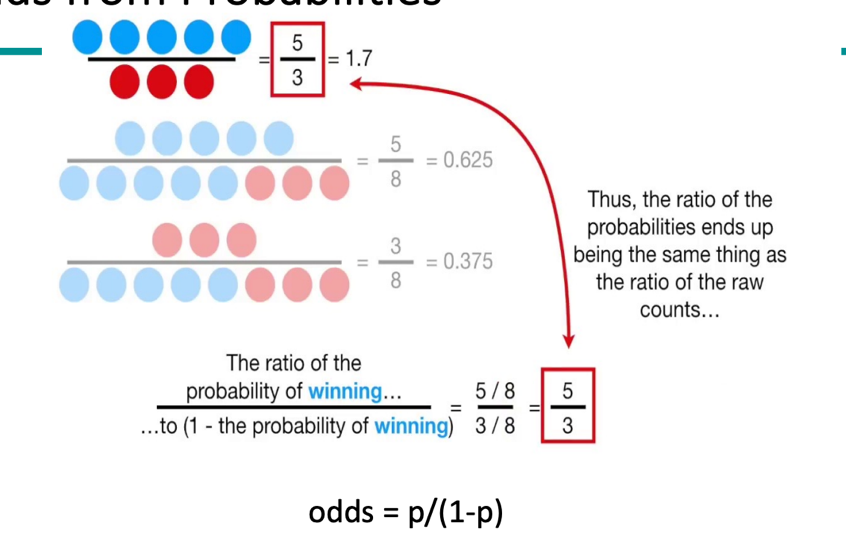 from Probabilities
= 5/3 = 1.7
= 5/8 = 0.625
= 3/8 = 0.375
Thus, the ratio of the
probabilities ends up
being the same thing as
the ratio of the raw
counts...
The ratio of the
probability of winning...
...to (1 - the probability of winning)
= 5 / 8
3 / 8
= 5/3
odds = p/(1-p)